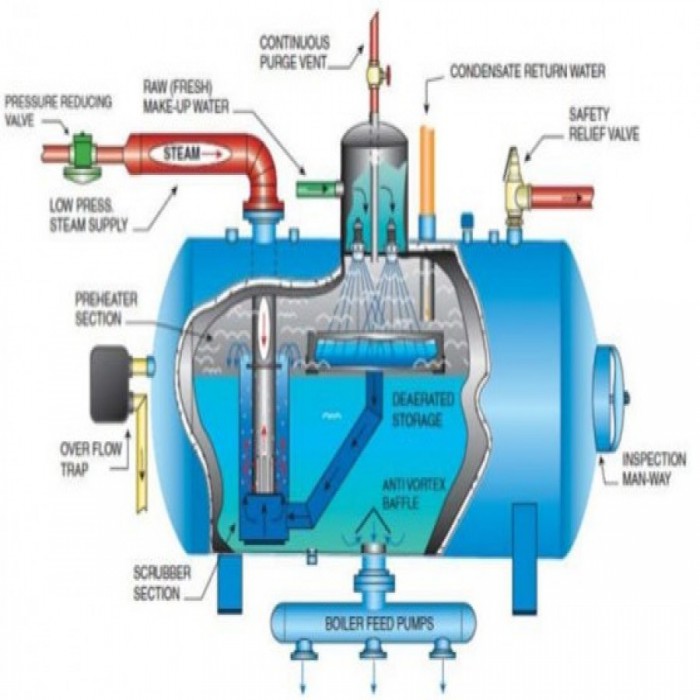 CONTINUOUS
PURGE VENT
RAW (FRESH)
MAKE-UP WATER
CONDENSATE RETURN WATER
PRESSURE REDUCING
VALVE
SAFETY
RELIEF VALVE
STEAM
LOW PRESS.
STEAM SUPPLY
PREHEATER
SECTION
DEAERATED
STORAGE
OVER FLOW
TRAP
ANTI VORTEX
BAFFLE
INSPECTION
MAN-WAY
SCRUBBER
SECTION
BOILER FEED PUMPS